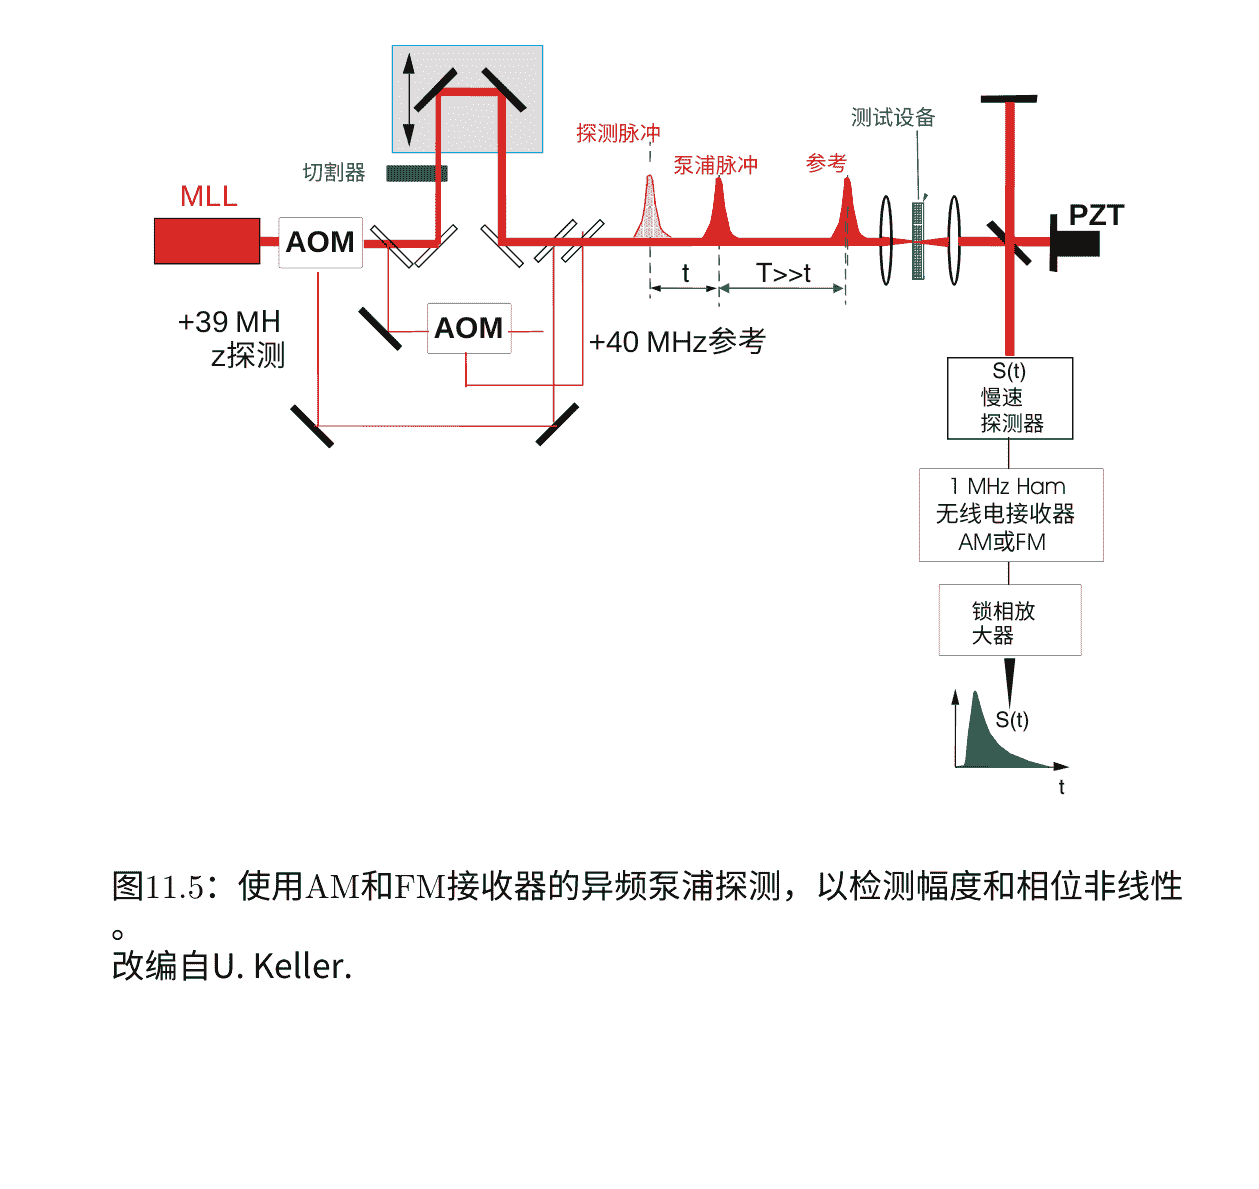 测试设备
探测脉冲
泵浦脉冲
参考
切割器
MLL
PZT
AOM
t
T>>t
+39 MH
z探测
AOM
+40 MHz参考
S(t)
慢速
探测器
1 MHz Ham
无线电接收器
AM或FM
锁相放
大器
S(t)
t
图11.5：使用AM和FM接收器的异频泵浦探测，以检测幅度和相位非线性
。
改编自U. Keller.